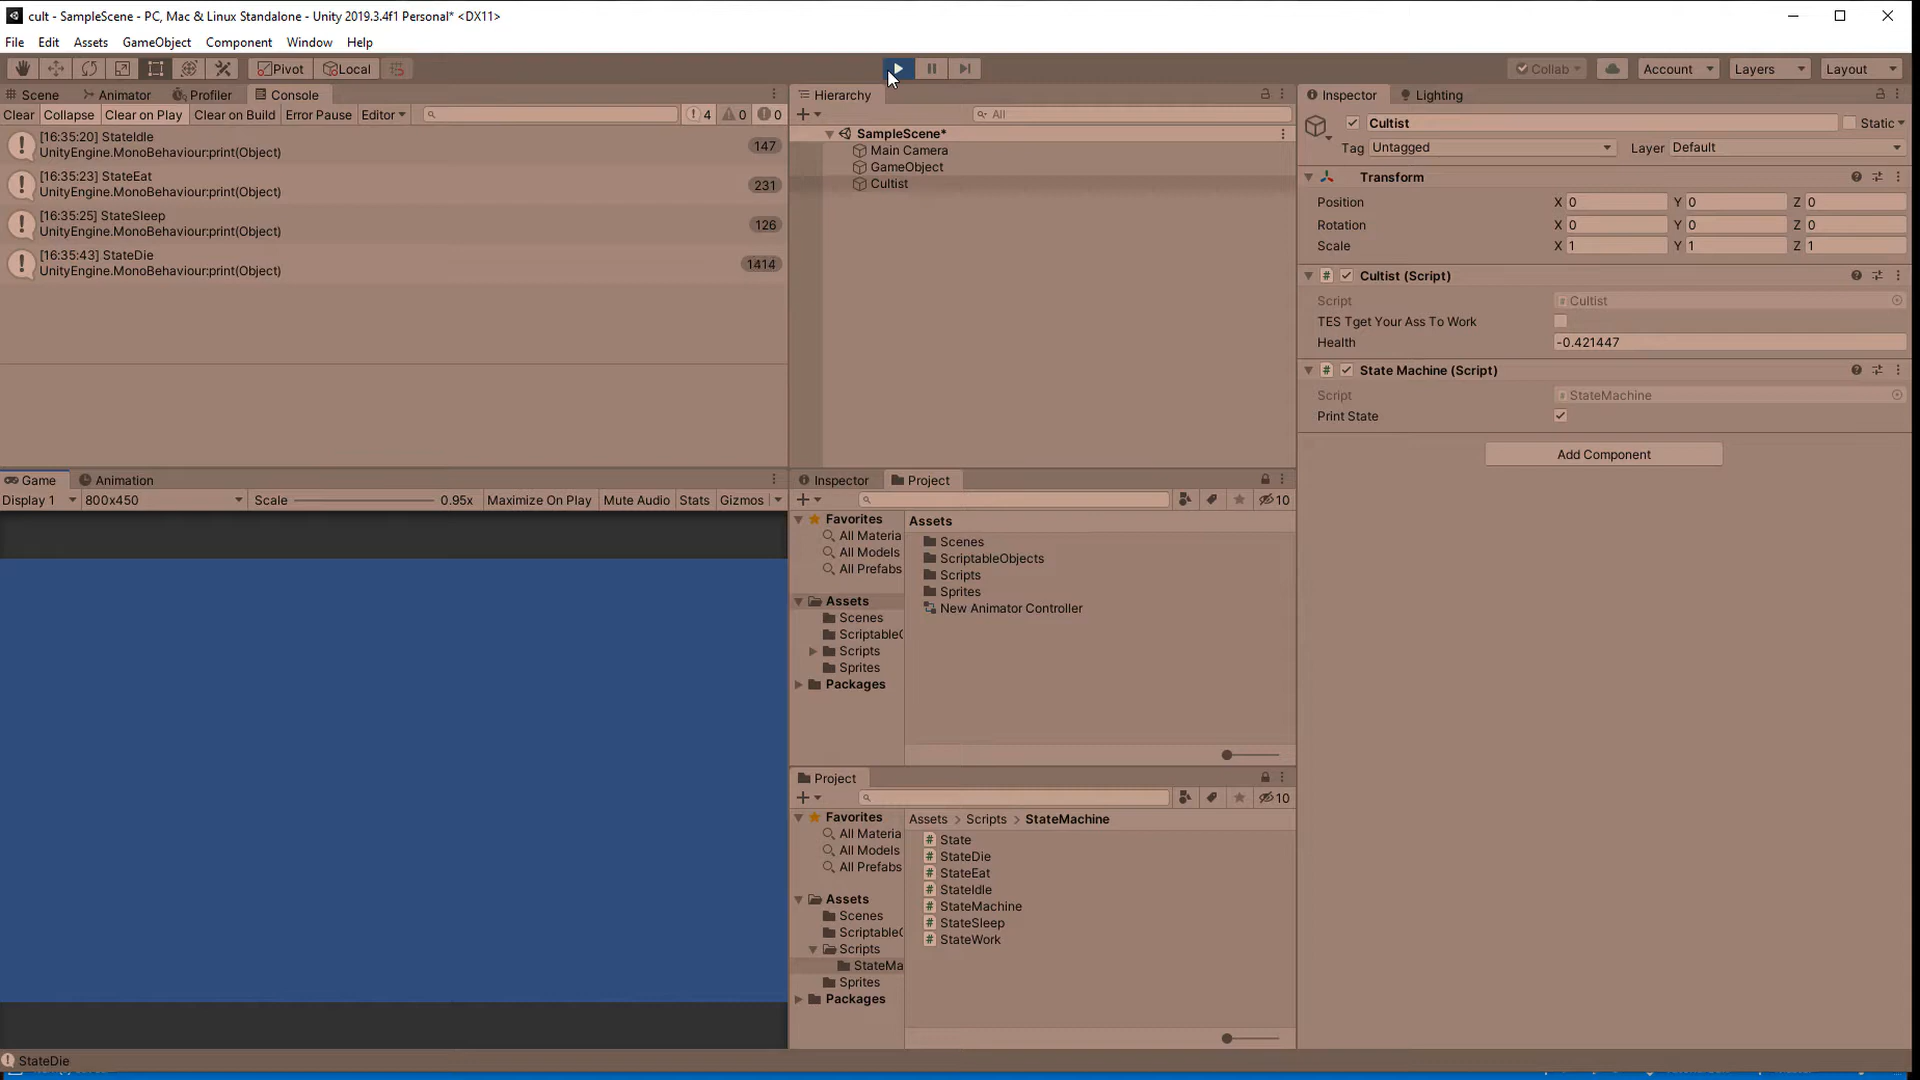 cult - SampleScene - PC, Mac & Linux Standalone - Unity 2019.3.4f1 Personal* <DX11>
File Edit Assets GameObject Component Window Help
Pivot Local Collab Account Layers Layout
Scene Animator Profiler Console
Clear Collapse Clear on Play Clear on Build Error Pause Editor 4 0 0
[16:35:20] StateIdle
UnityEngine.MonoBehaviour:print(Object) 147
[16:35:23] StateEat
UnityEngine.MonoBehaviour:print(Object) 231
[16:35:25] StateSleep
UnityEngine.MonoBehaviour:print(Object) 126
[16:35:43] StateDie
UnityEngine.MonoBehaviour:print(Object) 1414
Game Animation
Display 1 800x450 Scale 0.95x Maximize On Play Mute Audio Stats Gizmos
Hierarchy
All
SampleScene*
Main Camera
GameObject
Cultist
Inspector Project
10
Favorites
All Materia
All Models
All Prefabs
Assets
Scenes
Scriptable(
Scripts
Sprites
Packages
Assets
Scenes
ScriptableObjects
Scripts
Sprites
New Animator Controller
Project
10
Favorites
All Materia
All Models
All Prefabs
Assets
Scenes
Scriptable(
Scripts
StateMa
Sprites
Packages
Assets > Scripts > StateMachine
State
StateDie
StateEat
StateIdle
StateMachine
StateSleep
StateWork
Inspector Lighting
Cultist Static
Tag Untagged Layer Default
Transform
Position X 0 Y 0 Z 0
Rotation X 0 Y 0 Z 0
Scale X 1 Y 1 Z 1
Cultist (Script)
Script Cultist
TES Tget Your Ass To Work
Health -0.421447
State Machine (Script)
Script StateMachine
Print State
Add Component
StateDie